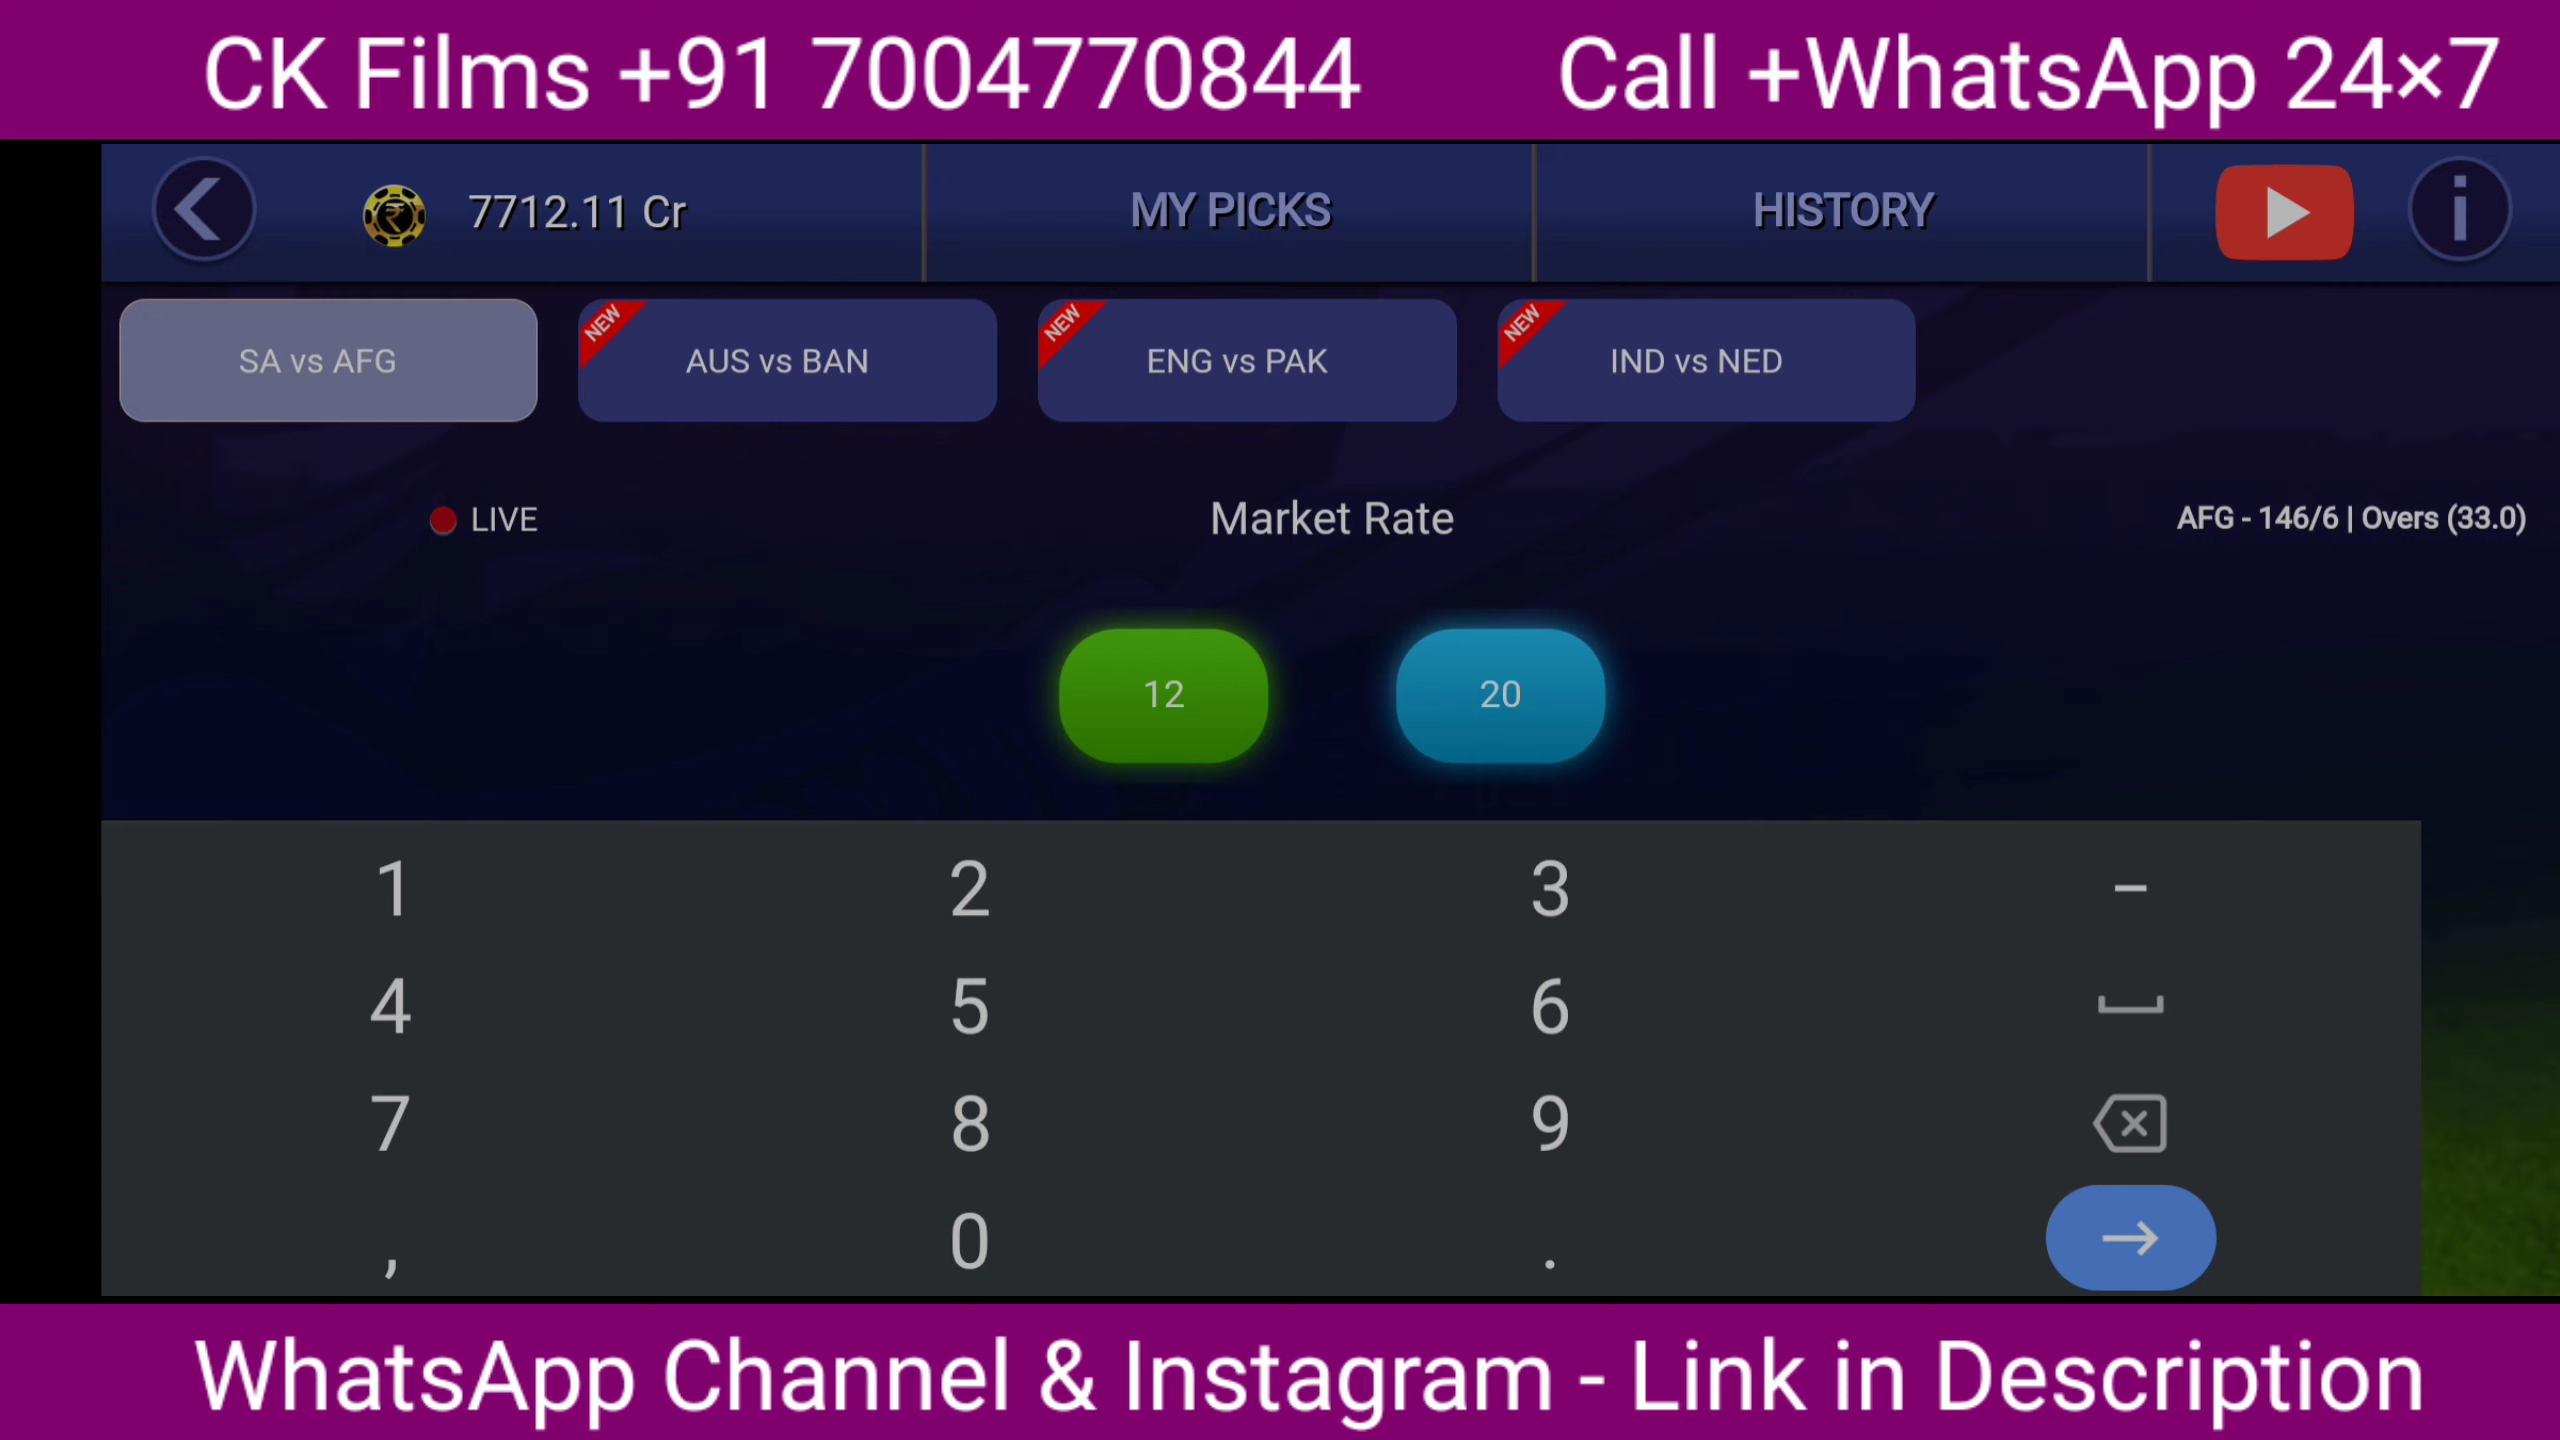 CK Films +91 7004770844 Call +WhatsApp 24×7
7712.11 Cr MY PICKS HISTORY
SA vs AFG NEW AUS vs BAN NEW ENG vs PAK NEW IND vs NED
LIVE Market Rate AFG - 146/6 | Overs (33.0)
12 20
1 2 3 -
4 5 6
7 8 9
, 0 .
WhatsApp Channel & Instagram - Link in Description